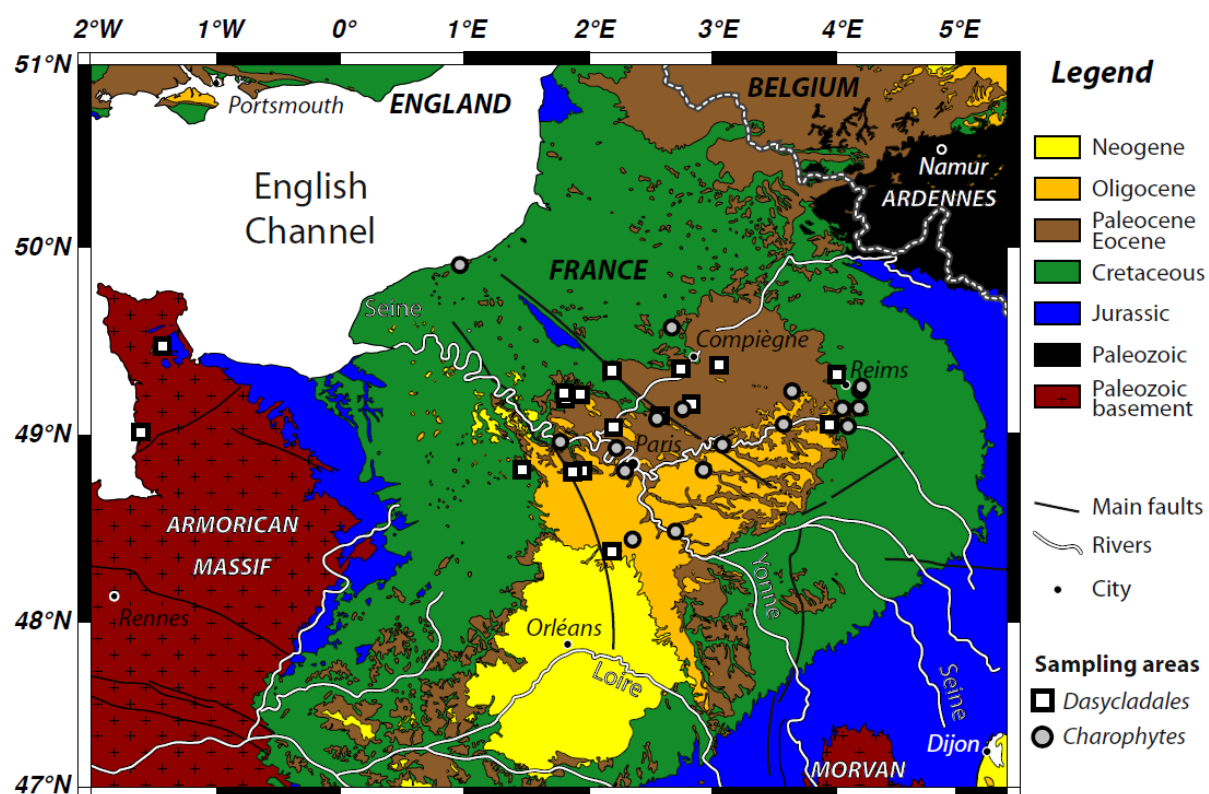 2°W 1°W 0° 1°E 2°E 3°E 4°E 5°E
51°N
50°N
49°N
48°N
47°N
Portsmouth
ENGLAND
BELGIUM
English
Channel
Namur
ARDENNES
FRANCE
Seine
Compiègne
Reims
Paris
ARMORICAN
MASSIF
Rennes
Orléans
Loire
Yonne
Seine
Dijon
MORVAN
Legend
Neogene
Oligocene
Paleocene
Eocene
Cretaceous
Jurassic
Paleozoic
Paleozoic
basement
Main faults
Rivers
City
Sampling areas
Dasycladales
Charophytes